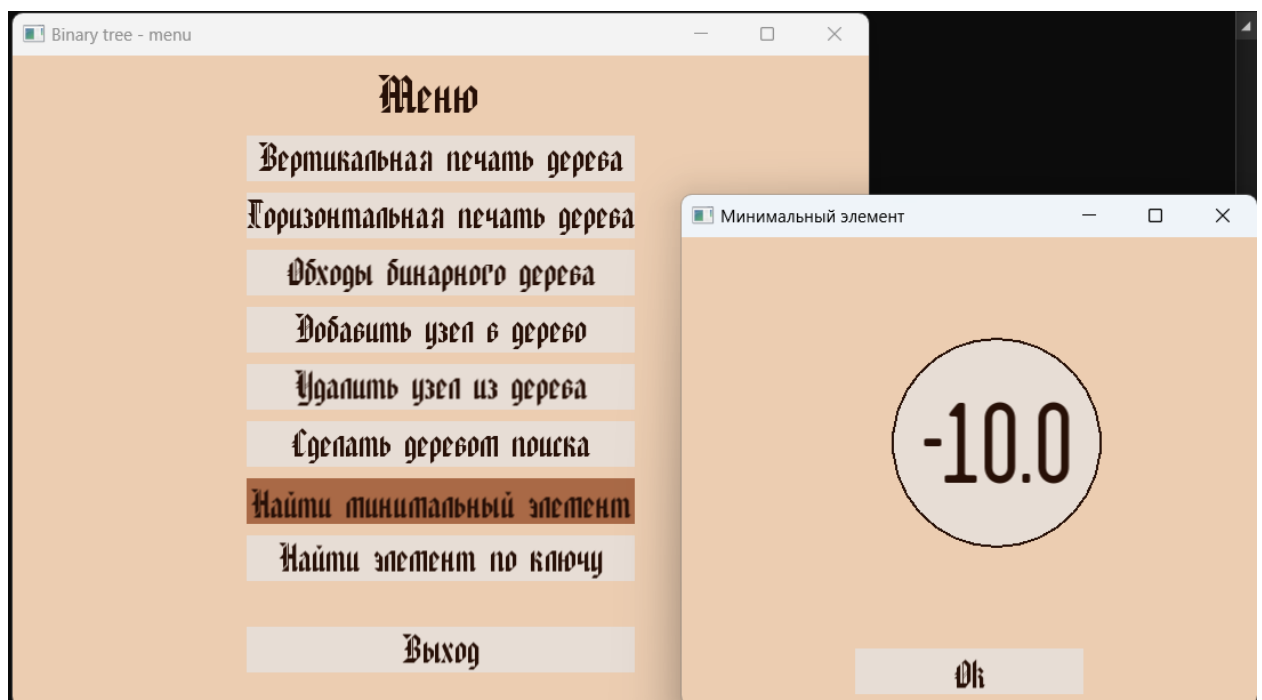 Binary tree - menu
Меню
Вертикальная печать дерева
Горизонтальная печать дерева
Обходы бинарного дерева
Добавить узел в дерево
Удалить узел из дерева
Сделать деревом поиска
Найти минимальный элемент
Найти элемент по ключу
Выход
Минимальный элемент
-10.0
Ok